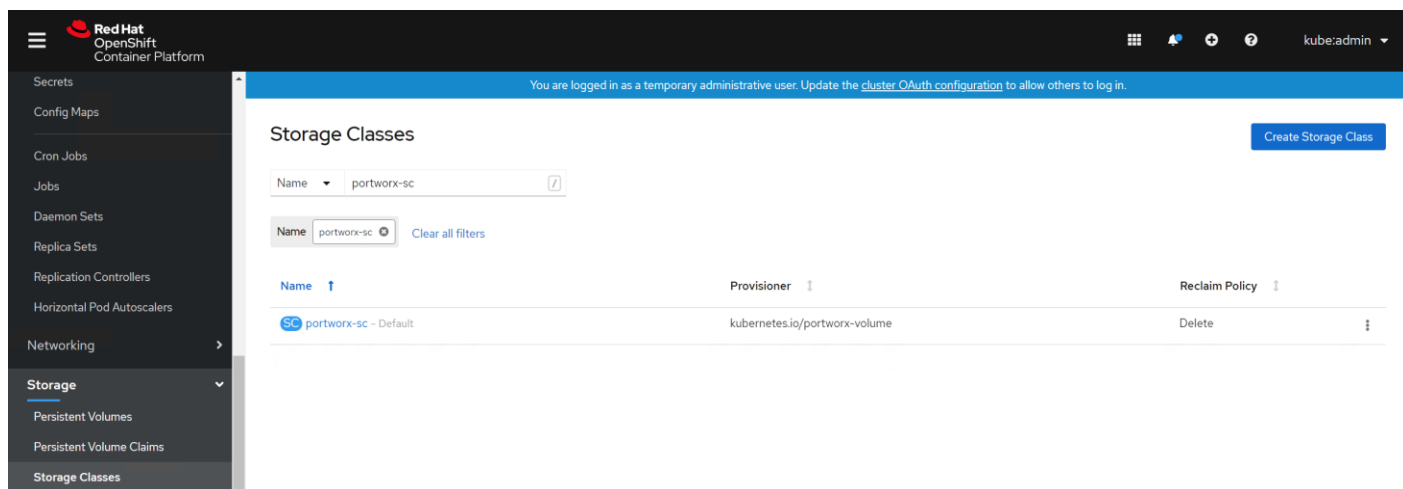 Red Hat
OpenShift
Container Platform
kube:admin
Secrets
Config Maps
Cron Jobs
Jobs
Daemon Sets
Replica Sets
Replication Controllers
Horizontal Pod Autoscalers
Networking
Storage
Persistent Volumes
Persistent Volume Claims
Storage Classes
You are logged in as a temporary administrative user. Update the cluster OAuth configuration to allow others to log in.
Storage Classes
Create Storage Class
Name portworx-sc /
Name portworx-sc Clear all filters
Name Provisioner Reclaim Policy
SC portworx-sc – Default kubernetes.io/portworx-volume Delete